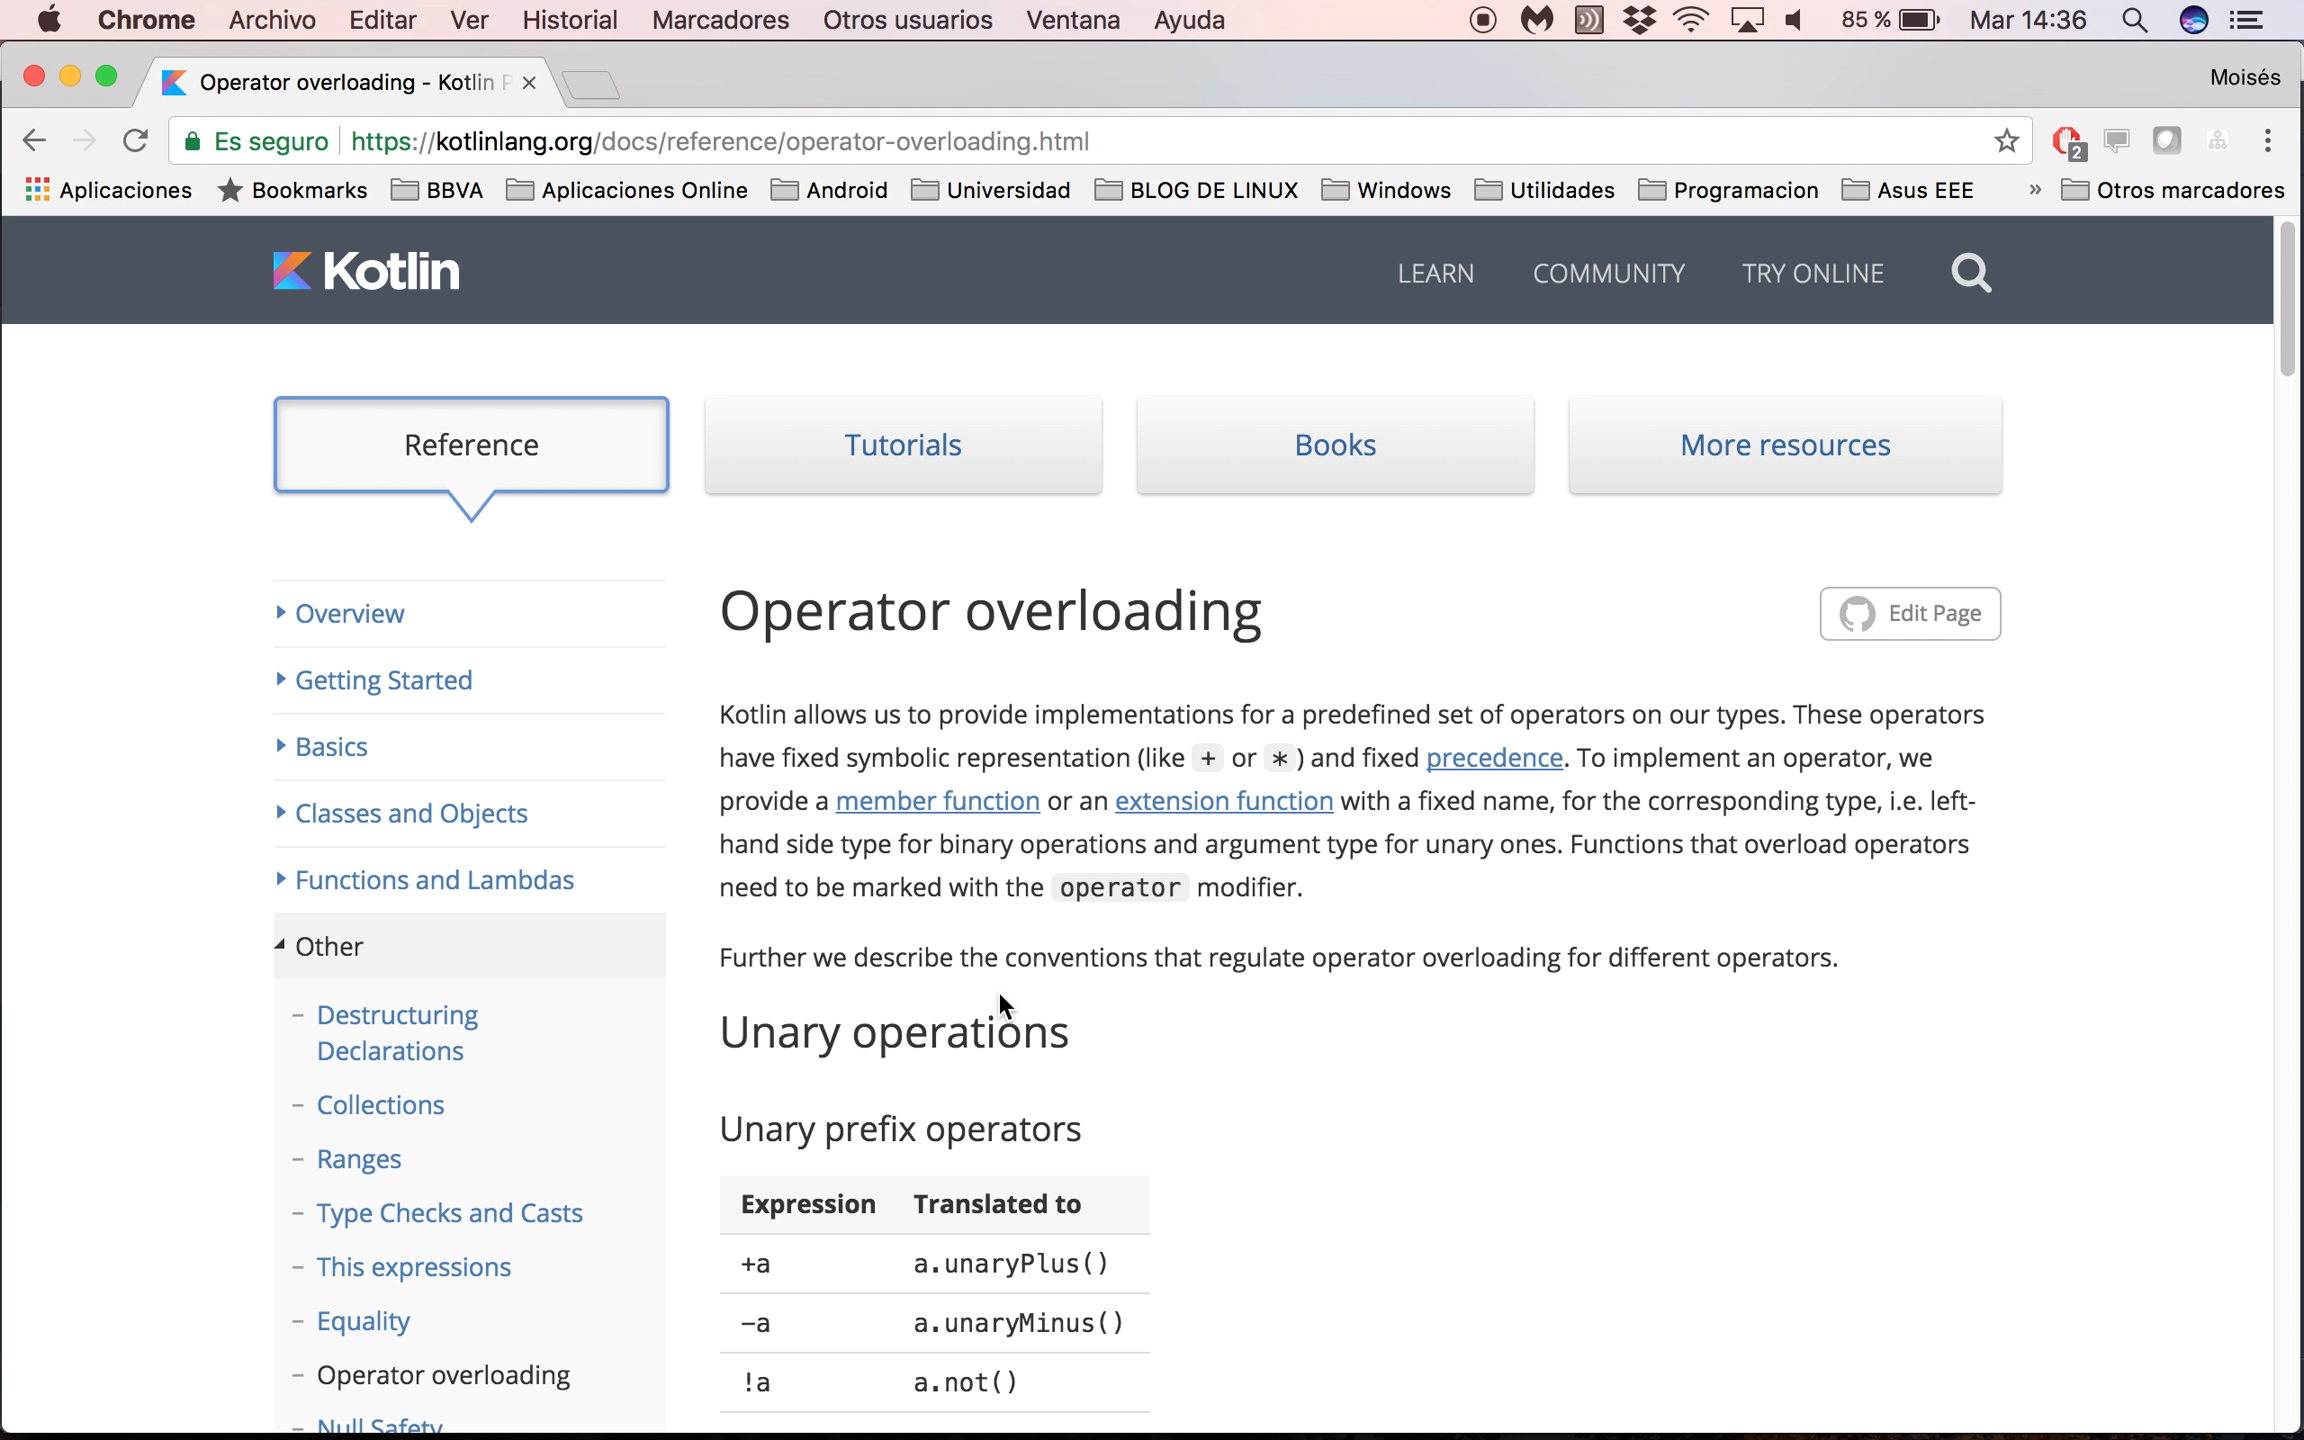 Chrome Archivo Editar Ver Historial Marcadores Otros usuarios Ventana Ayuda 85 % Mar 14:36
Operator overloading - Kotlin Moisés
Es seguro https://kotlinlang.org/docs/reference/operator-overloading.html 2
Aplicaciones Bookmarks BBVA Aplicaciones Online Android Universidad BLOG DE LINUX Windows Utilidades Programacion Asus EEE » Otros marcadores
Kotlin LEARN COMMUNITY TRY ONLINE
Reference Tutorials Books More resources
Overview
Getting Started
Basics
Classes and Objects
Functions and Lambdas
Other
- Destructuring
Declarations
- Collections
- Ranges
- Type Checks and Casts
- This expressions
- Equality
- Operator overloading
- Null Safety
Operator overloading
Edit Page
Kotlin allows us to provide implementations for a predefined set of operators on our types. These operators
have fixed symbolic representation (like + or *) and fixed precedence. To implement an operator, we
provide a member function or an extension function with a fixed name, for the corresponding type, i.e. left-
hand side type for binary operations and argument type for unary ones. Functions that overload operators
need to be marked with the operator modifier.
Further we describe the conventions that regulate operator overloading for different operators.
Unary operations
Unary prefix operators
Expression Translated to
+a a.unaryPlus()
-a a.unaryMinus()
!a a.not()